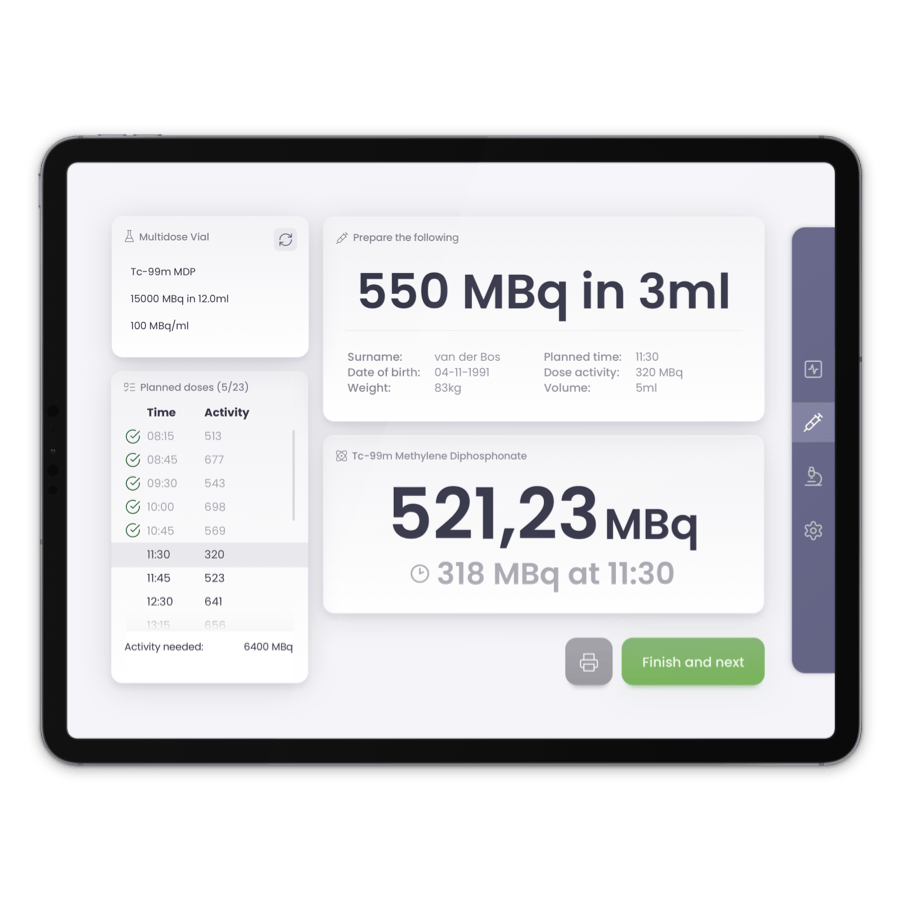 Multidose Vial
Tc-99m MDP
15000 MBq in 12.0ml
100 MBq/ml
Planned doses (5/23)
Time Activity
08:15 513
08:45 677
09:30 543
10:00 698
10:45 569
11:30 320
11:45 523
12:30 641
13:15 656
Activity needed: 6400 MBq
Prepare the following
550 MBq in 3ml
Surname: van der Bos Planned time: 11:30
Date of birth: 04-11-1991 Dose activity: 320 MBq
Weight: 83kg Volume: 5ml
Tc-99m Methylene Diphosphonate
521,23 MBq
318 MBq at 11:30
Finish and next